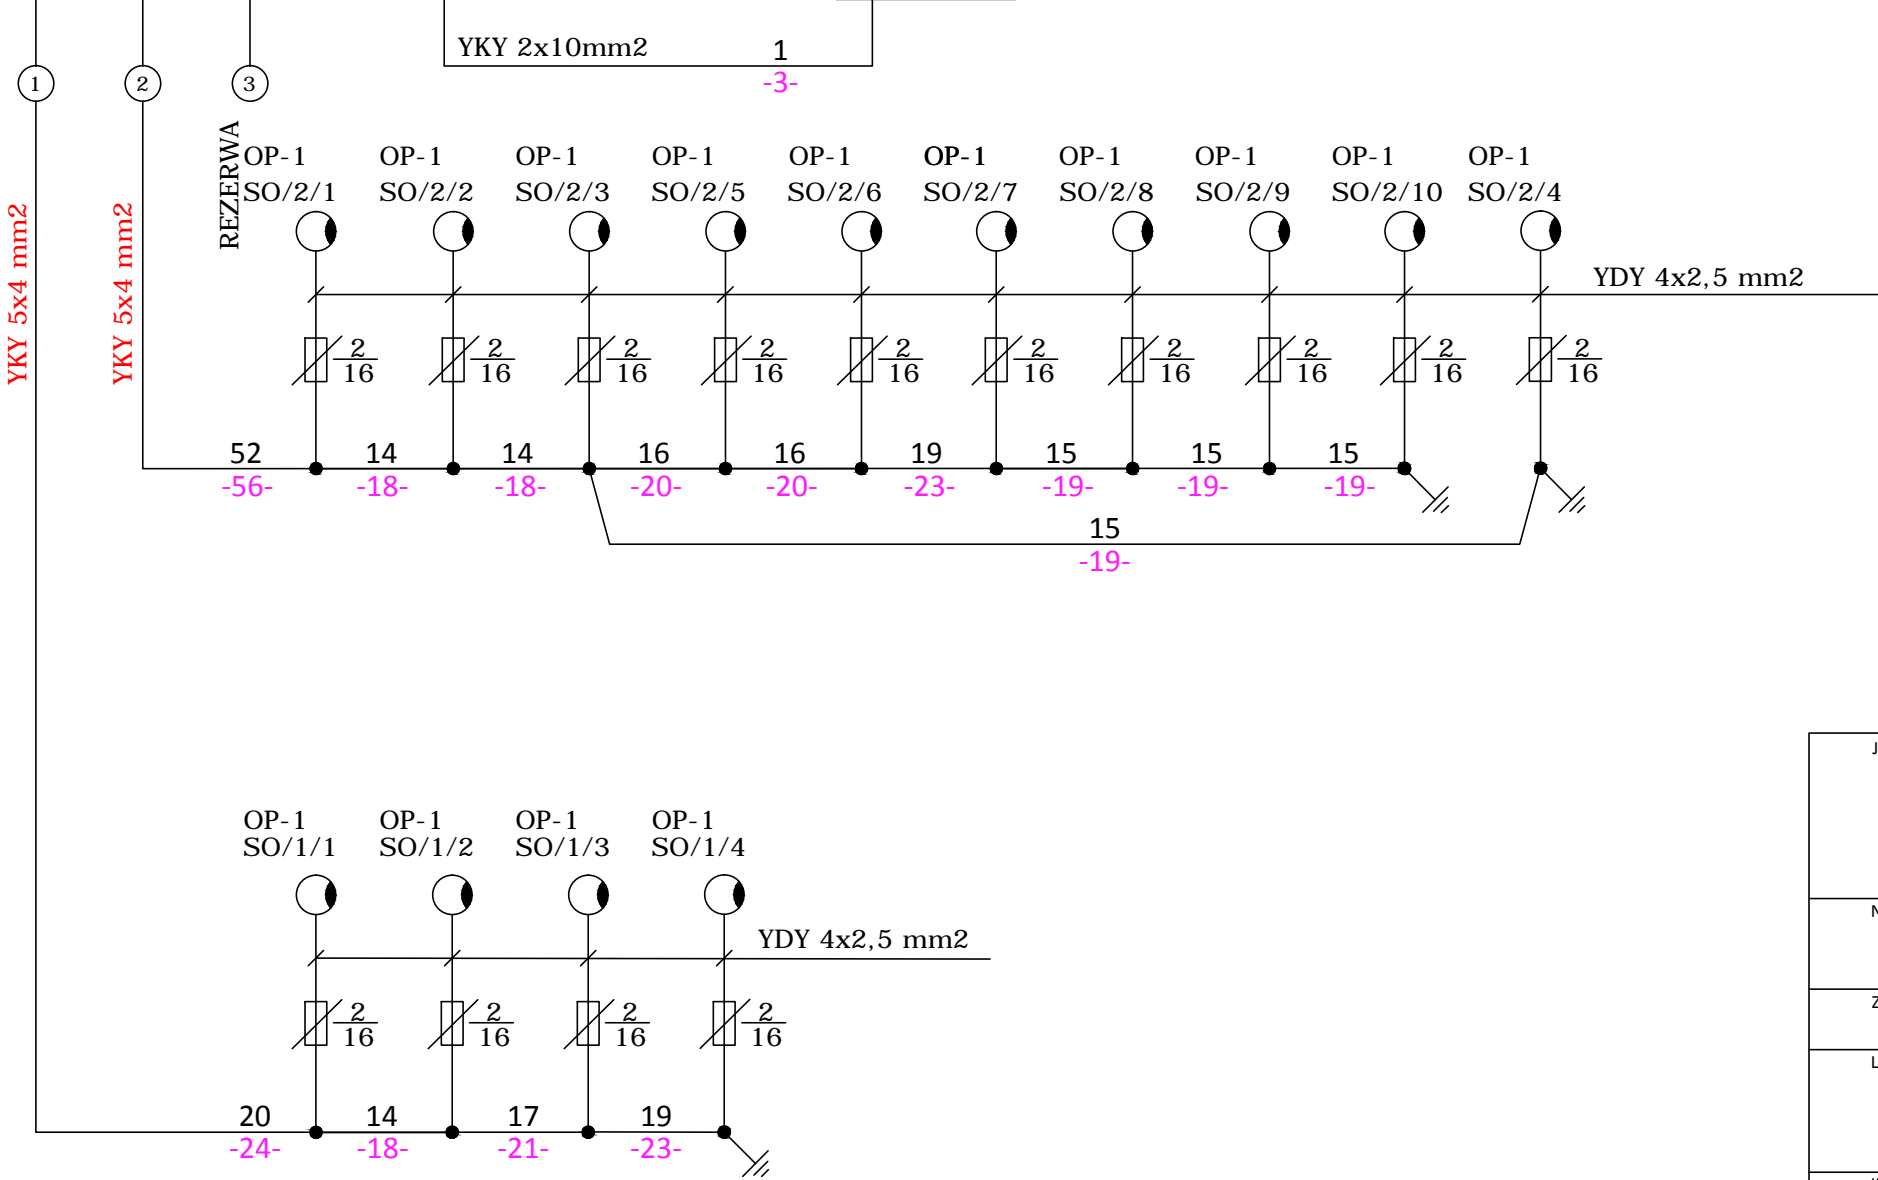 YKY 2x10mm2
1
-3-
1
2
3
REZERWA
YKY 5x4 mm2
YKY 5x4 mm2
OP-1
SO/2/1
OP-1
SO/2/2
OP-1
SO/2/3
OP-1
SO/2/5
OP-1
SO/2/6
OP-1
SO/2/7
OP-1
SO/2/8
OP-1
SO/2/9
OP-1
SO/2/10
OP-1
SO/2/4
YDY 4x2,5 mm2
2
16
2
16
2
16
2
16
2
16
2
16
2
16
2
16
2
16
2
16
52
-56-
14
-18-
14
-18-
16
-20-
16
-20-
19
-23-
15
-19-
15
-19-
15
-19-
15
-19-
OP-1
SO/1/1
OP-1
SO/1/2
OP-1
SO/1/3
OP-1
SO/1/4
YDY 4x2,5 mm2
2
16
2
16
2
16
2
16
20
-24-
14
-18-
17
-21-
19
-23-